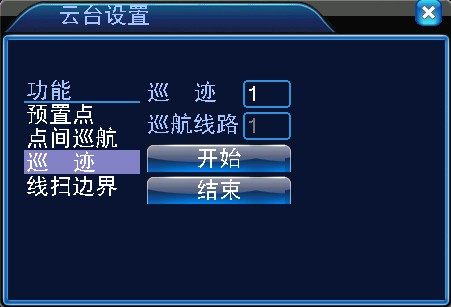 云台设置
功能
预置点
点间巡航
巡 迹
线扫边界
巡 迹 1
巡航线路 1
开始
结束